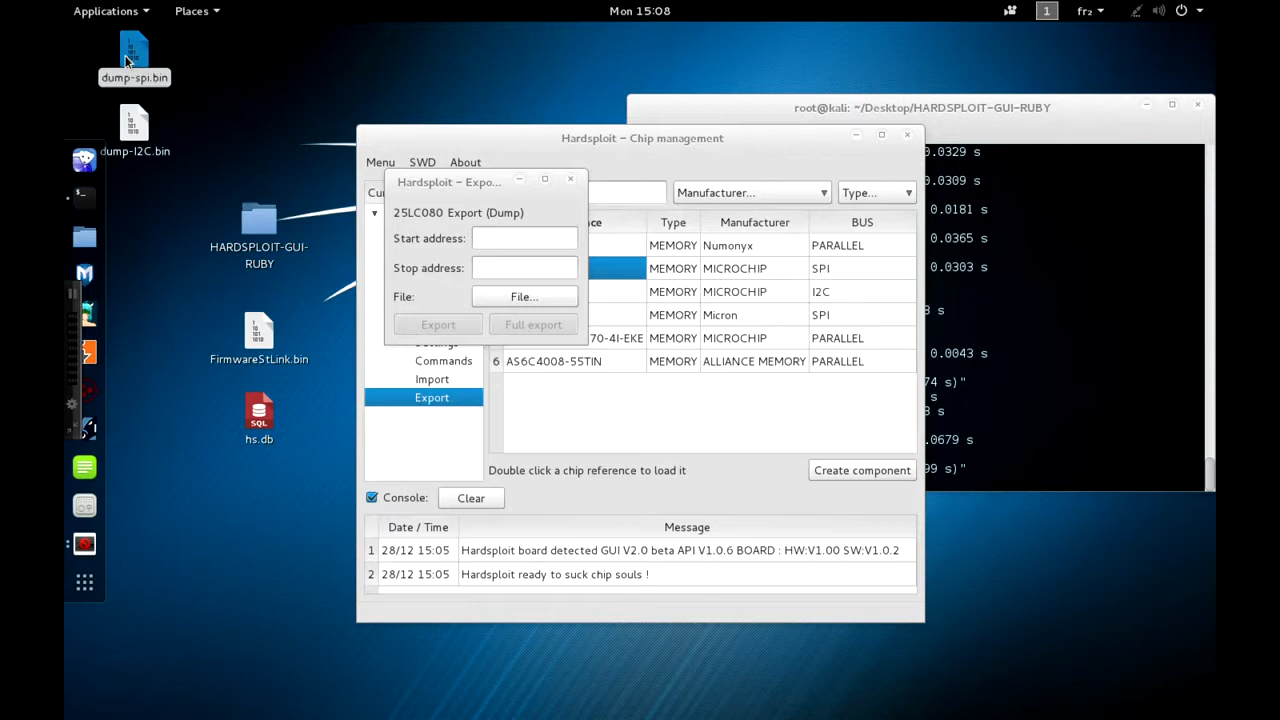 Applications
Places
Mon 15:08
1
fr2
dump-spi.bin
dump-I2C.bin
HARDSPLOIT-GUI-
RUBY
FirmwareStLink.bin
SQL
hs.db
root@kali: ~/Desktop/HARDSPLOIT-GUI-RUBY
0.0329 s
0.0309 s
0.0181 s
0.0365 s
0.0303 s
s
0.0043 s
74 s)"
s
s
0.0679 s
99 s)"
Hardsploit – Chip management
Menu
SWD
About
Manufacturer...
Type...
Type
Manufacturer
BUS
MEMORY
Numonyx
PARALLEL
MEMORY
MICROCHIP
SPI
MEMORY
MICROCHIP
I2C
MEMORY
Micron
SPI
70-4I-EKE
MEMORY
MICROCHIP
PARALLEL
6
AS6C4008-55TIN
MEMORY
ALLIANCE MEMORY
PARALLEL
Hardsploit – Expo...
25LC080 Export (Dump)
Start address:
Stop address:
File:
File...
Export
Full export
Commands
Import
Export
Double click a chip reference to load it
Create component
Console:
Clear
Date / Time
Message
1
28/12 15:05
Hardsploit board detected GUI V2.0 beta API V1.0.6 BOARD : HW:V1.00 SW:V1.0.2
2
28/12 15:05
Hardsploit ready to suck chip souls !